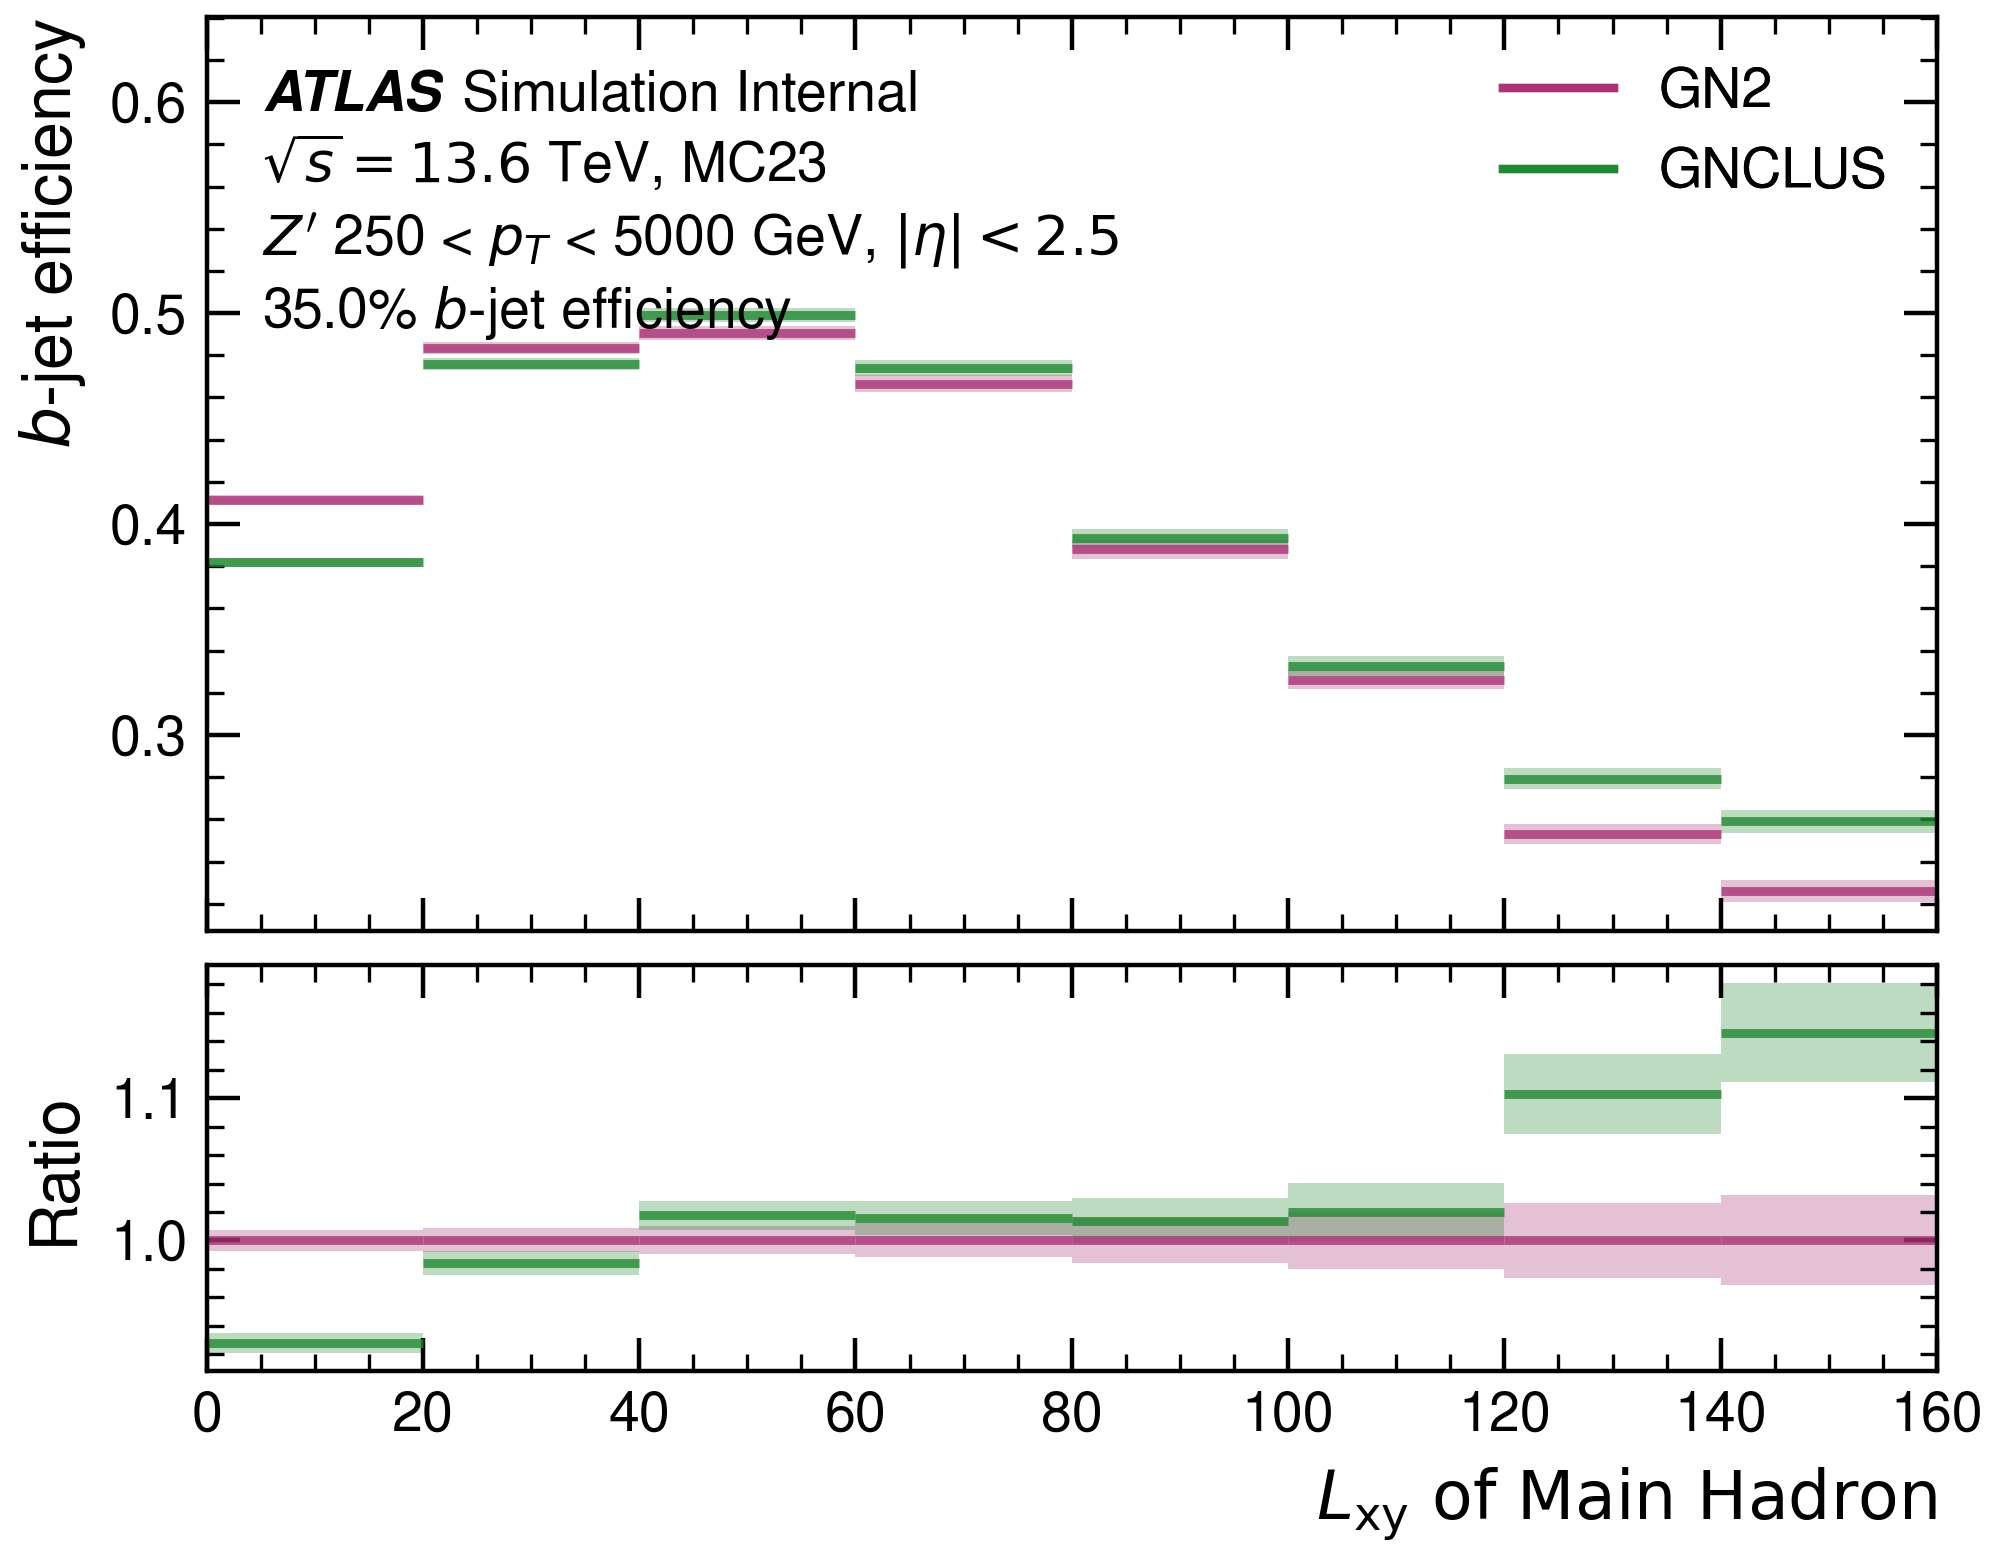 b-jet efficiency
0.6
0.5
0.4
0.3
ATLAS Simulation Internal
√s = 13.6 TeV, MC23
Z′ 250 < p_T < 5000 GeV, |η| < 2.5
35.0% b-jet efficiency
GN2
GNCLUS
Ratio
1.1
1.0
0 20 40 60 80 100 120 140 160
L_xy of Main Hadron